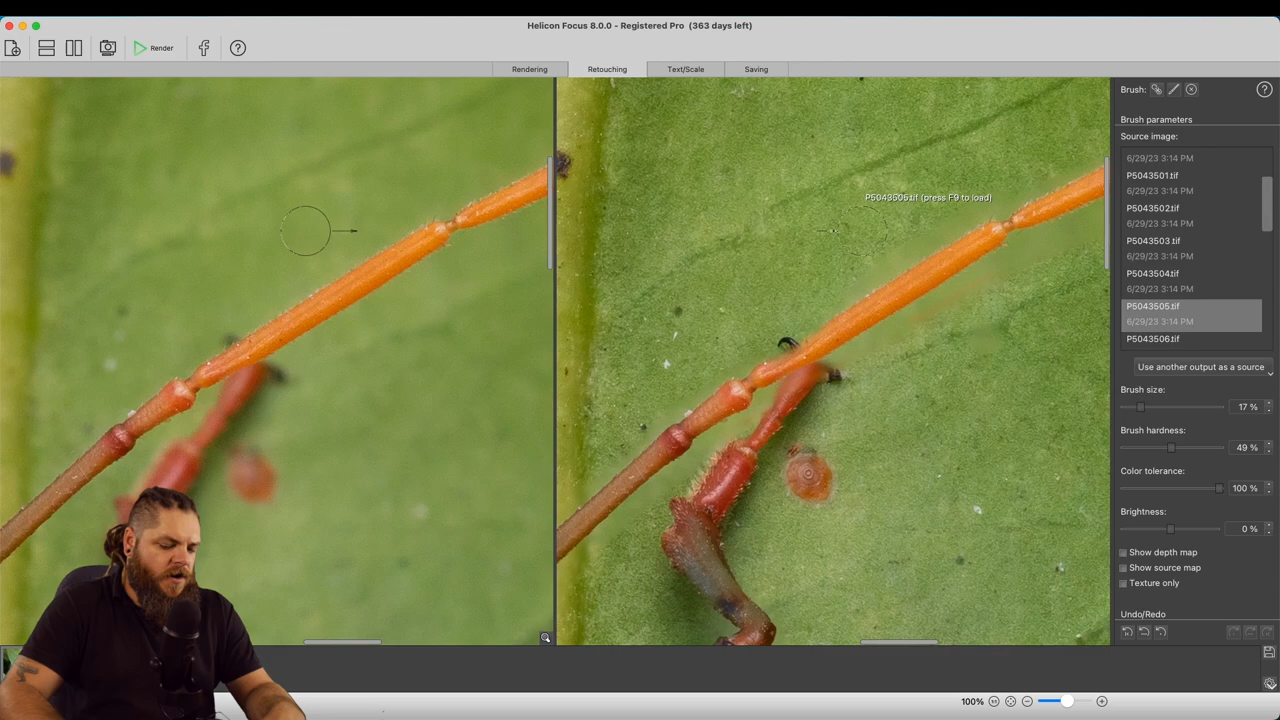 Helicon Focus 8.0.0 - Registered Pro  (363 days left)
Render
Rendering
Retouching
Text/Scale
Saving
Brush:
Brush parameters
Source image:
6/29/23 3:14 PM
P5043501.tif
6/29/23 3:14 PM
P5043502.tif
6/29/23 3:14 PM
P5043503.tif
6/29/23 3:14 PM
P5043504.tif
6/29/23 3:14 PM
P5043505.tif
6/29/23 3:14 PM
P5043506.tif
P5043505.tif (press F9 to load)
Use another output as a source
Brush size:
17 %
Brush hardness:
49 %
Color tolerance:
100 %
Brightness:
0 %
Show depth map
Show source map
Texture only
Undo/Redo
100%